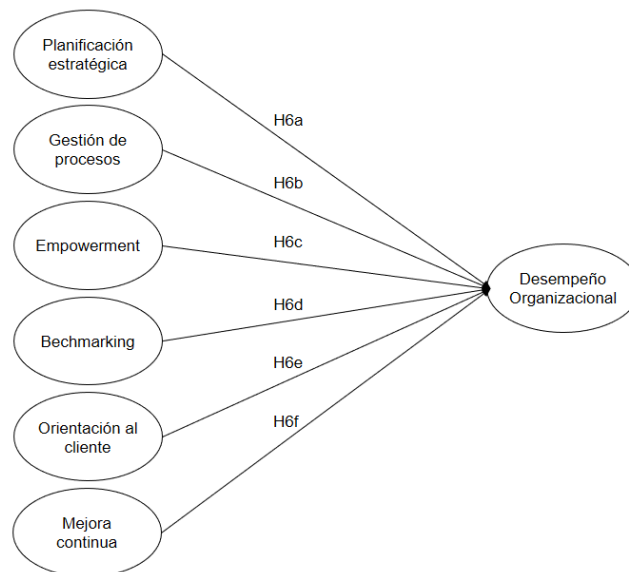 Planificación
estratégica
H6a
Gestión de
procesos
H6b
Empowerment
H6c
Desempeño
Organizacional
Bechmarking
H6d
Orientación al
cliente
H6e
H6f
Mejora
continua